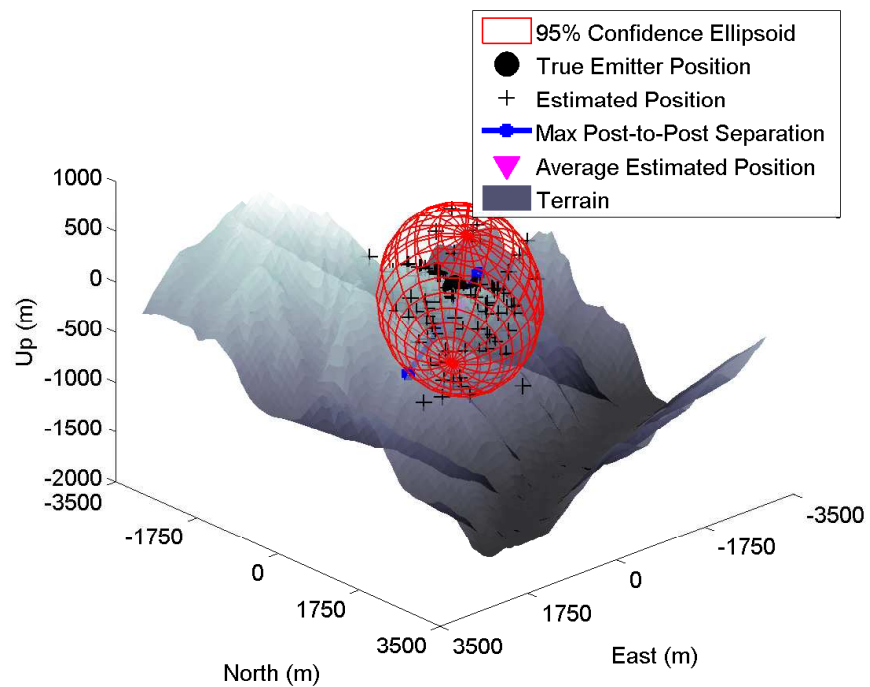 95% Confidence Ellipsoid
True Emitter Position
Estimated Position
Max Post-to-Post Separation
Average Estimated Position
Terrain
1000
500
0
-500
-1000
-1500
-2000
Up (m)
-3500
-1750
0
1750
3500
North (m)
3500
1750
0
-1750
-3500
East (m)